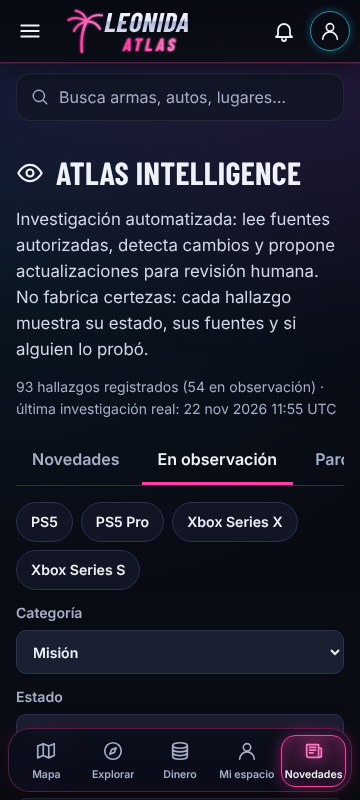 LEONIDA
ATLAS
Busca armas, autos, lugares...
ATLAS INTELLIGENCE
Investigación automatizada: lee fuentes
autorizadas, detecta cambios y propone
actualizaciones para revisión humana.
No fabrica certezas: cada hallazgo
muestra su estado, sus fuentes y si
alguien lo probó.
93 hallazgos registrados (54 en observación) ·
última investigación real: 22 nov 2026 11:55 UTC
Novedades En observación
PS5 PS5 Pro Xbox Series X
Xbox Series S
Categoría
Misión
Estado
Mapa Explorar Dinero Mi espacio Novedades